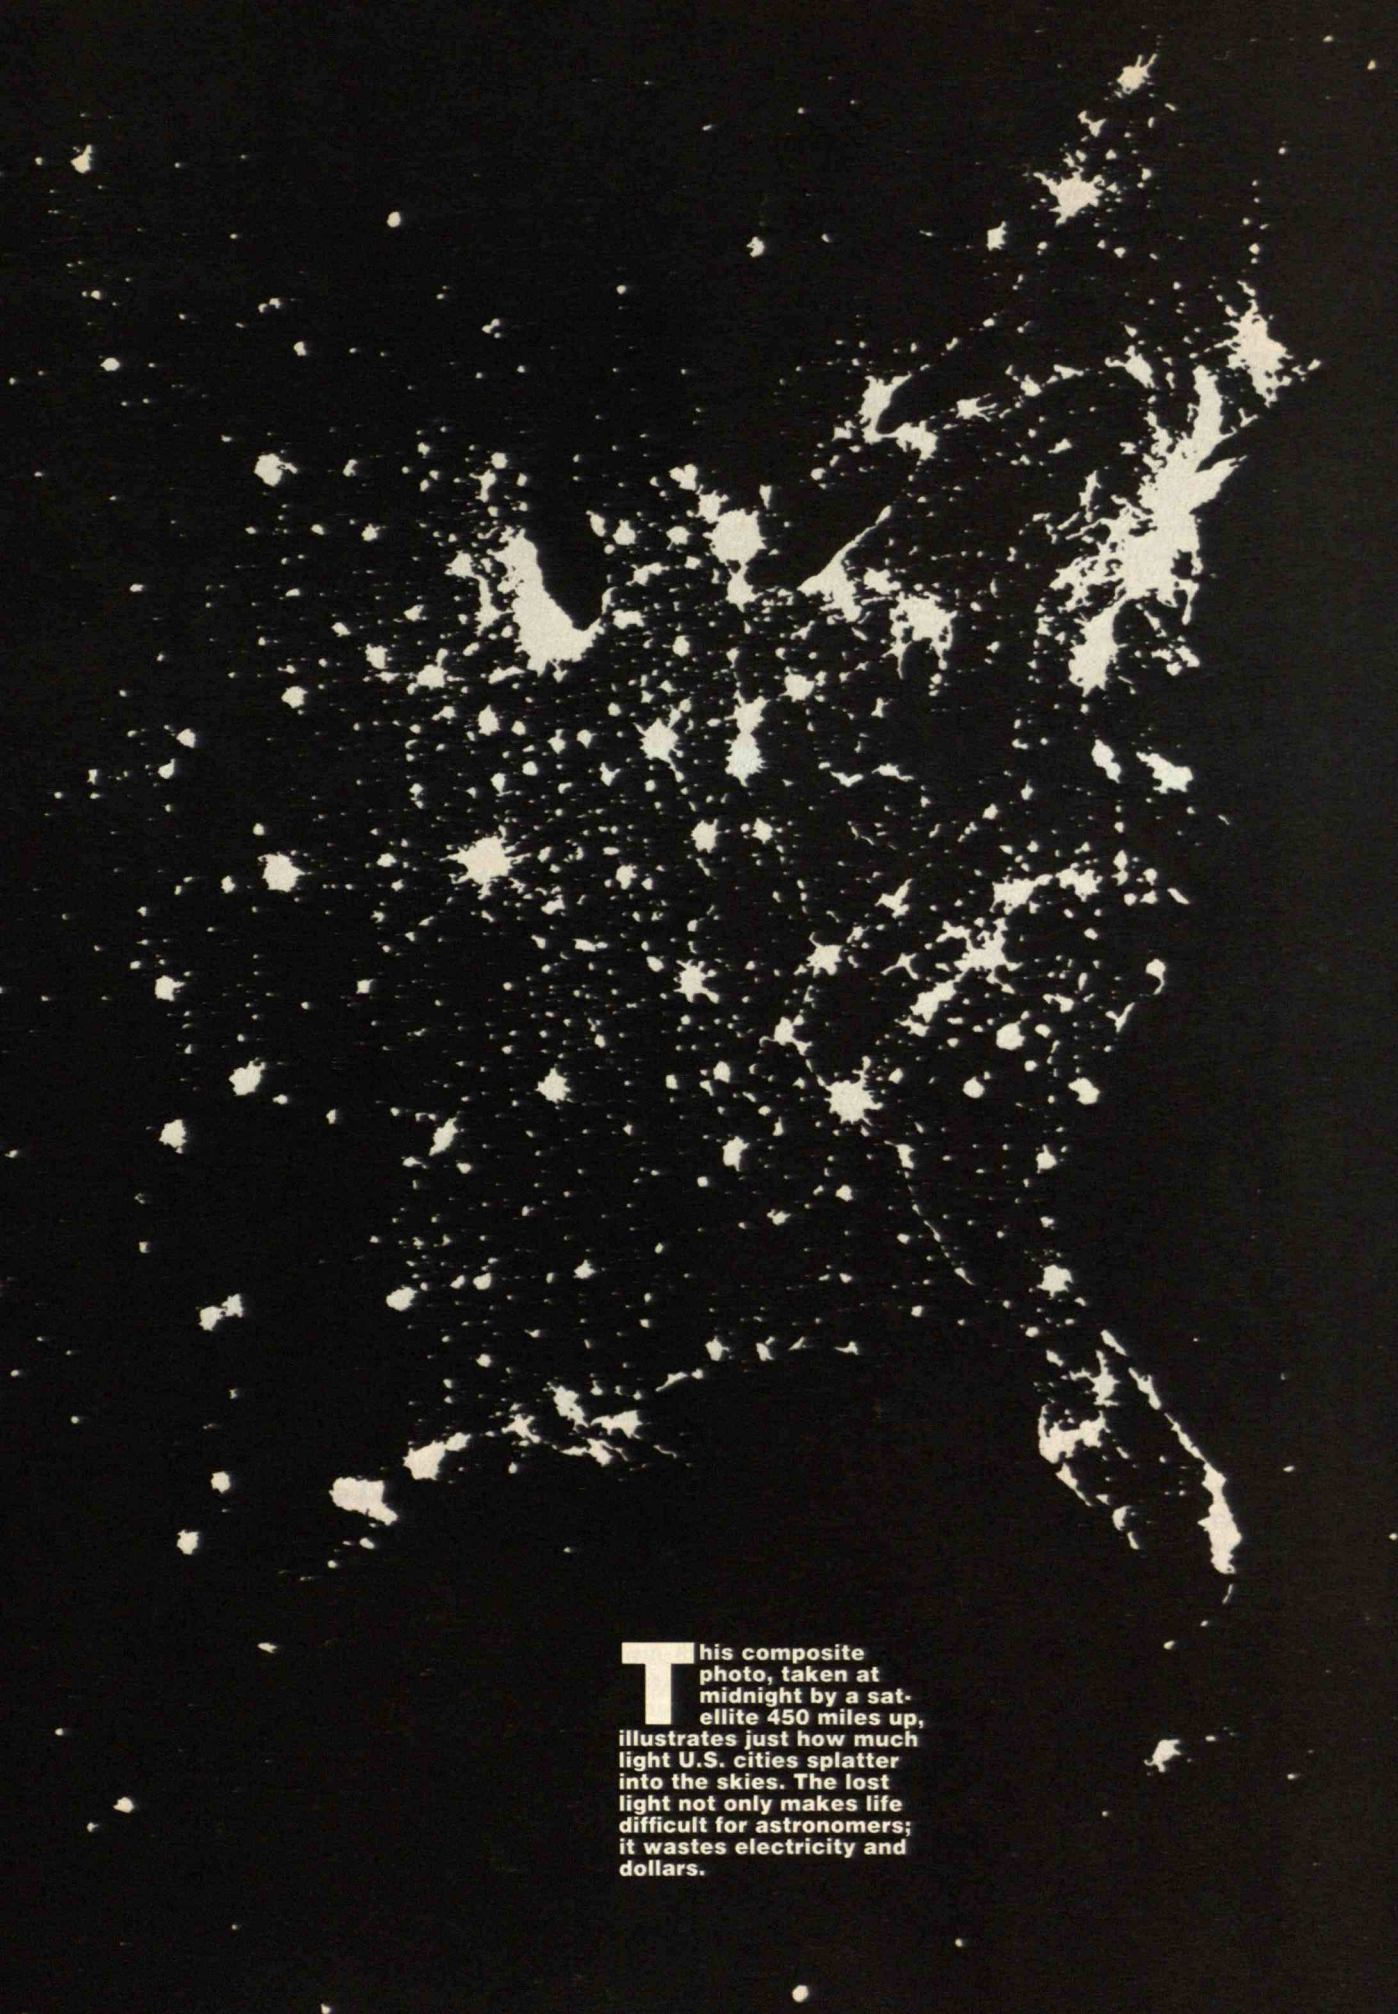 This composite
photo, taken at
midnight by a sat-
ellite 450 miles up,
illustrates just how much
light U.S. cities splatter
into the skies. The lost
light not only makes life
difficult for astronomers;
it wastes electricity and
dollars.